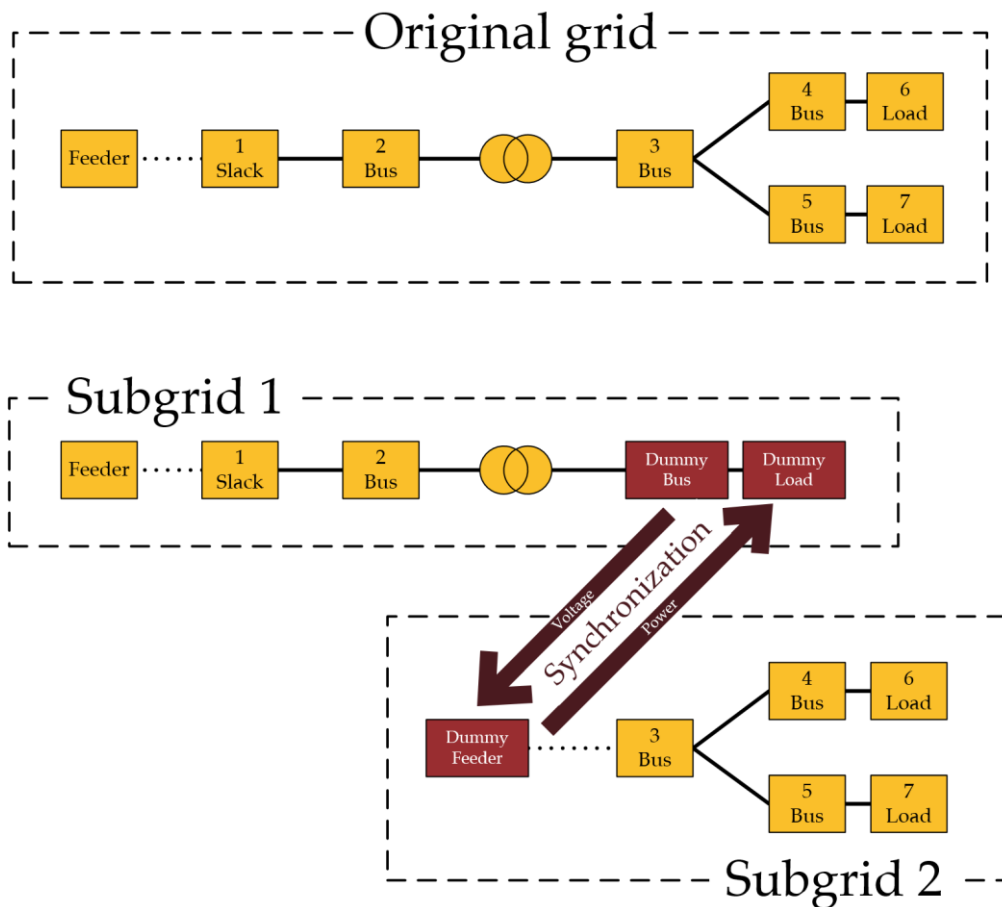 Original grid
4
Bus
6
Load
Feeder
1
Slack
2
Bus
3
Bus
5
Bus
7
Load
Subgrid 1
Feeder
1
Slack
2
Bus
Dummy
Bus
Dummy
Load
Voltage
Synchronization
Power
4
Bus
6
Load
Dummy
Feeder
3
Bus
5
Bus
7
Load
Subgrid 2